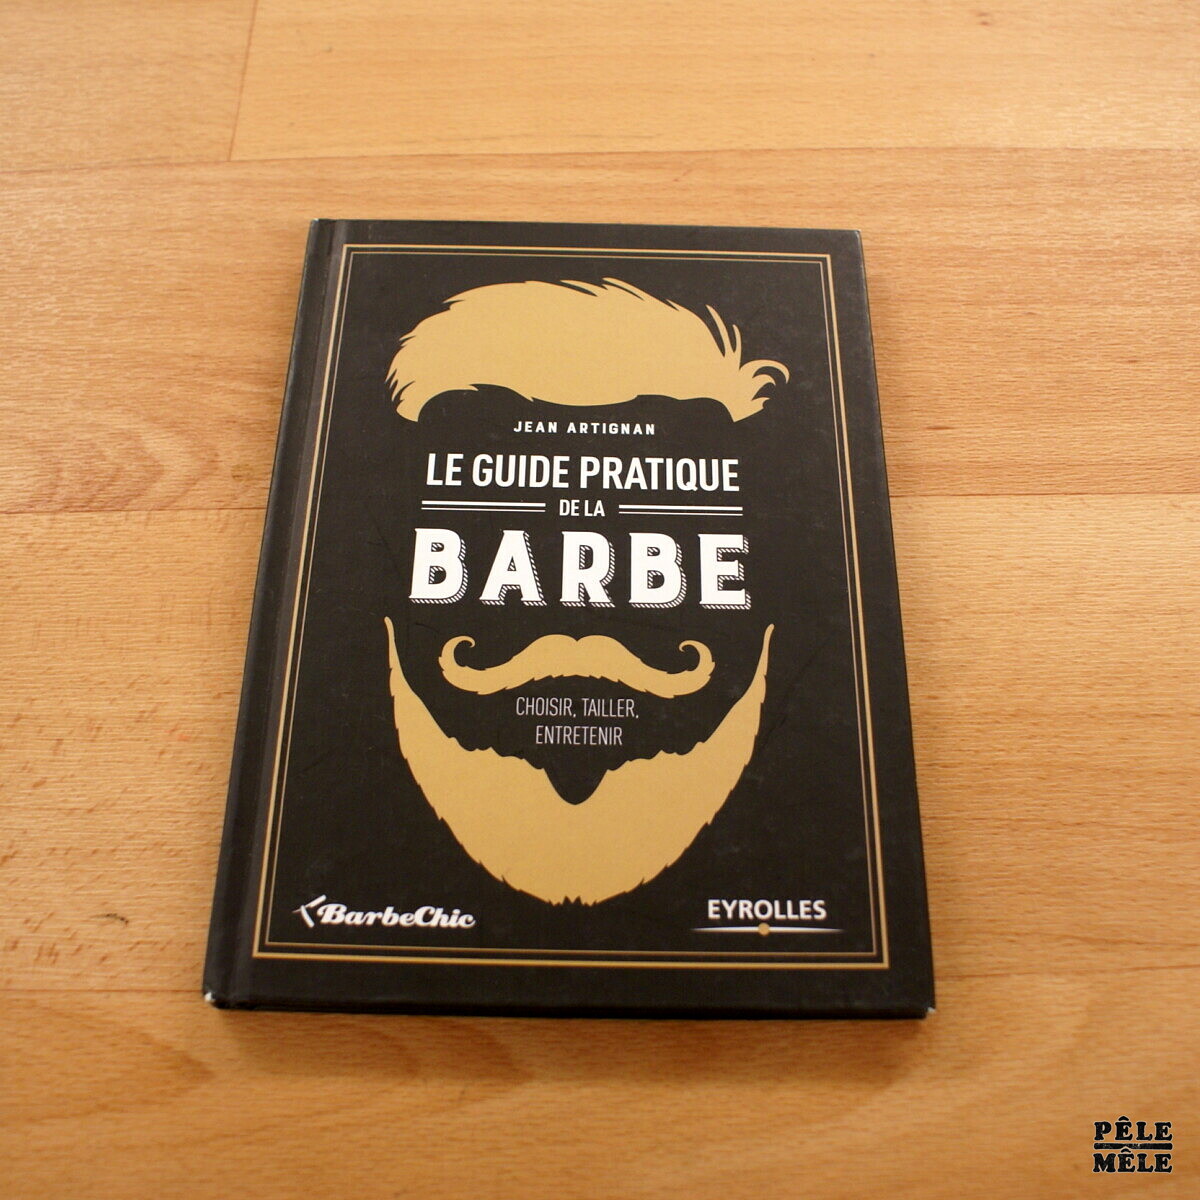 JEAN ARTIGNAN
LE GUIDE PRATIQUE
DE LA
BARBE
CHOISIR, TAILLER,
ENTRETENIR
BarbeChic
EYROLLES
PÊLE
MÊLE